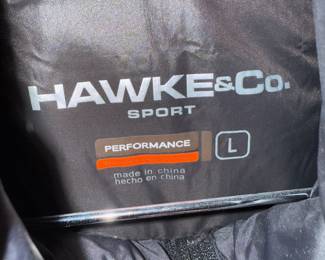 HAWKE&Co.
SPORT
PERFORMANCE L
made in china
hecho en china